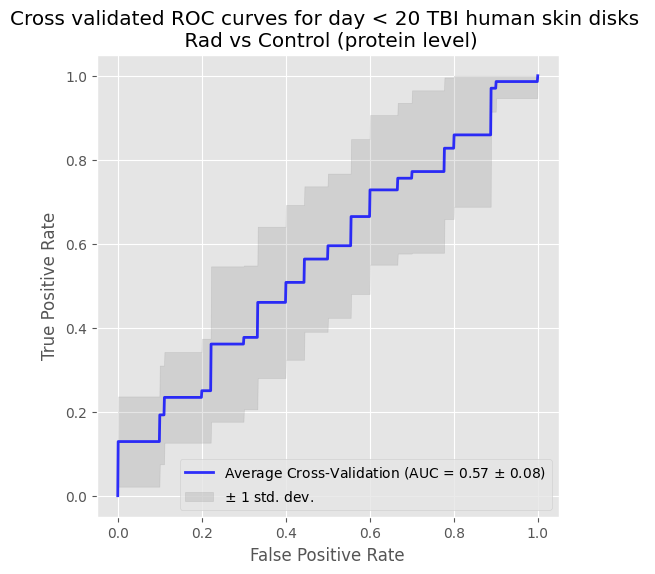 Cross validated ROC curves for day < 20 TBI human skin disks
Rad vs Control (protein level)
1.0
0.8
0.6
0.4
0.2
0.0
True Positive Rate
Average Cross-Validation (AUC = 0.57 ± 0.08)
± 1 std. dev.
0.0 0.2 0.4 0.6 0.8 1.0
False Positive Rate